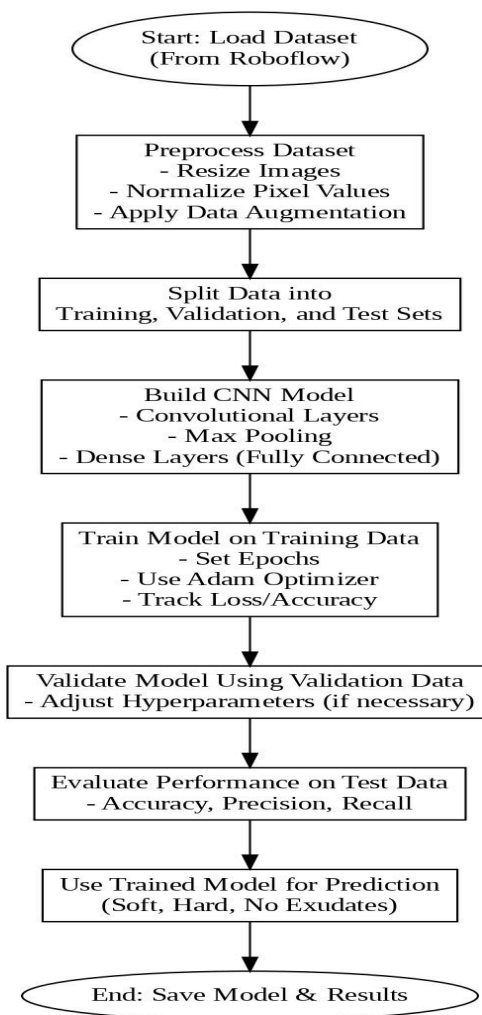 Start: Load Dataset
(From Roboflow)
Preprocess Dataset
- Resize Images
- Normalize Pixel Values
- Apply Data Augmentation
Split Data into
Training, Validation, and Test Sets
Build CNN Model
- Convolutional Layers
- Max Pooling
- Dense Layers (Fully Connected)
Train Model on Training Data
- Set Epochs
- Use Adam Optimizer
- Track Loss/Accuracy
Validate Model Using Validation Data
- Adjust Hyperparameters (if necessary)
Evaluate Performance on Test Data
- Accuracy, Precision, Recall
Use Trained Model for Prediction
(Soft, Hard, No Exudates)
End: Save Model & Results